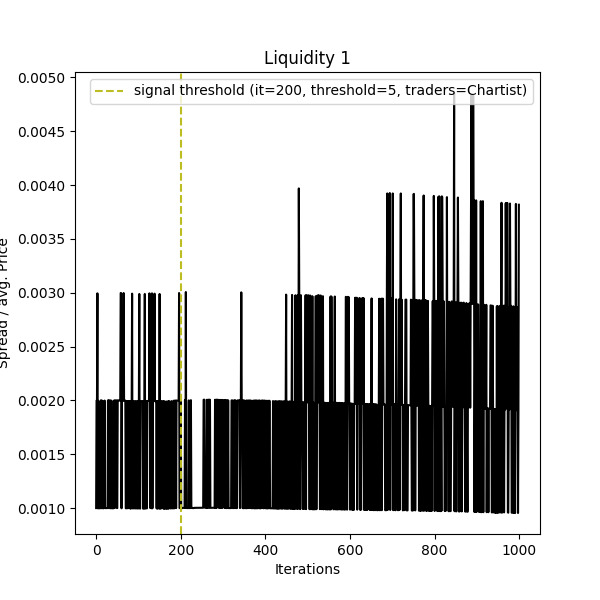 Liquidity 1
signal threshold (it=200, threshold=5, traders=Chartist)
0.0050
0.0045
0.0040
0.0035
0.0030
0.0025
0.0020
0.0015
0.0010
Spread / avg. Price
0 200 400 600 800 1000
Iterations